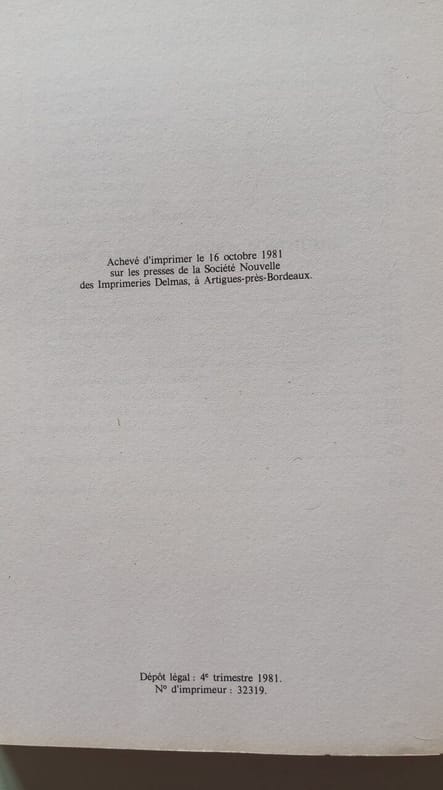 Achevé d'imprimer le 16 octobre 1981
sur les presses de la Société Nouvelle
des Imprimeries Delmas, à Artigues-près-Bordeaux.
Dépôt légal : 4e trimestre 1981.
No d'imprimeur : 32319.